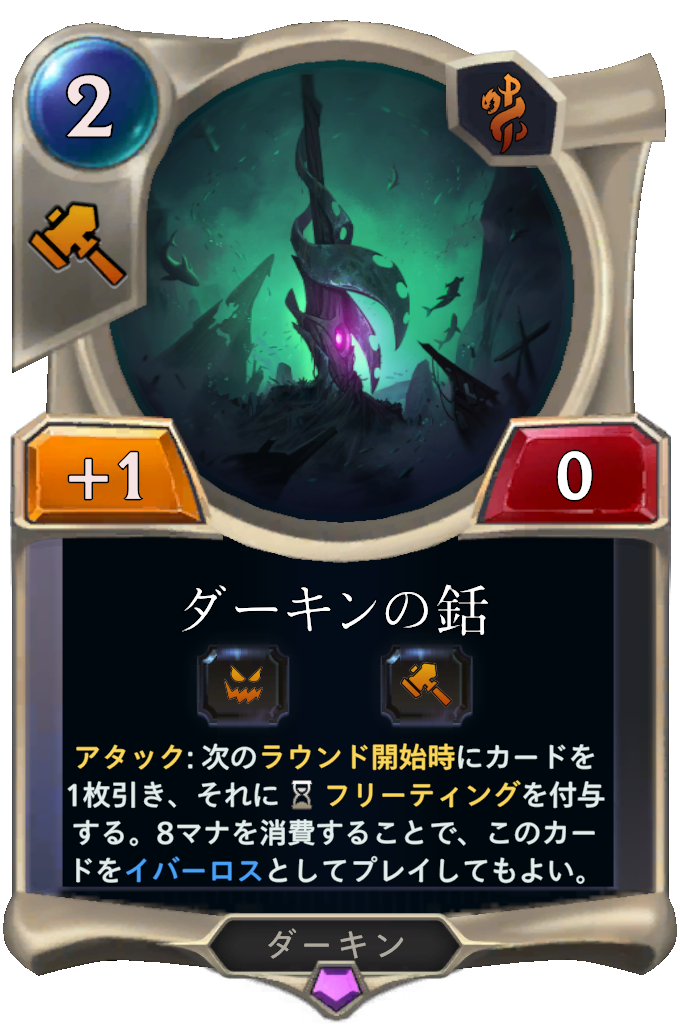 2
+1
0
ダーキンの銛
アタック: 次のラウンド開始時にカードを
1枚引き、それに フリーティングを付与
する。8マナを消費することで、このカー
ドをイバーロスとしてプレイしてもよい。
ダーキン